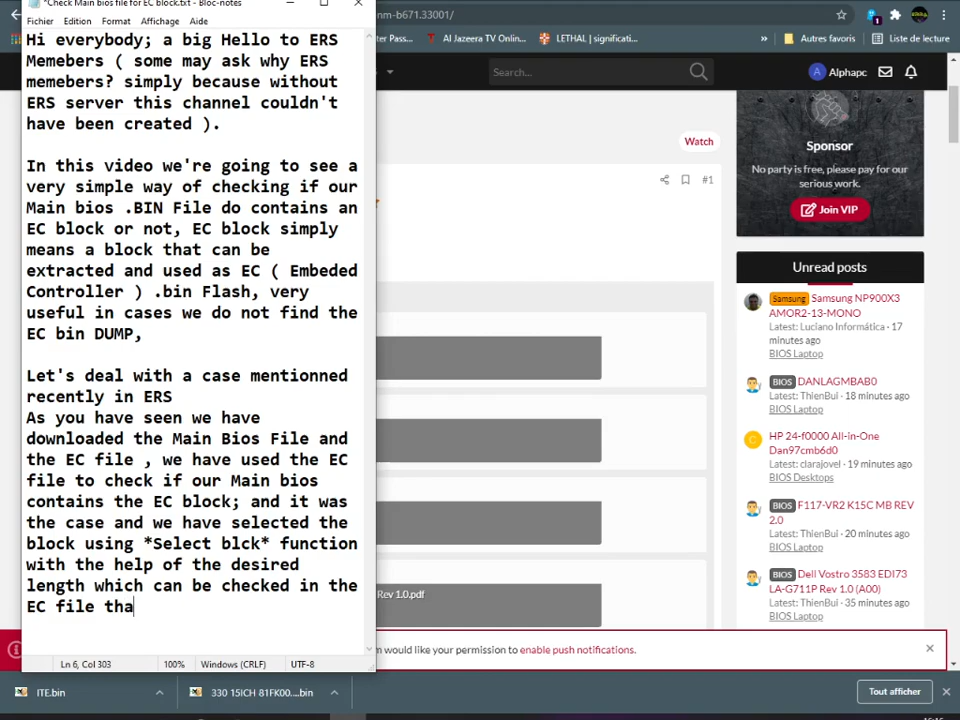 *Check Main bios file for EC block.txt - Bloc-notes
Fichier Edition Format Affichage Aide
Hi everybody; a big Hello to ERS
Memebers ( some may ask why ERS
memebers? simply because without
ERS server this channel couldn't
have been created ).
In this video we're going to see a
very simple way of checking if our
Main bios .BIN File do contains an
EC block or not, EC block simply
means a block that can be
extracted and used as EC ( Embeded
Controller ) .bin Flash, very
useful in cases we do not find the
EC bin DUMP,
Let's deal with a case mentionned
recently in ERS
As you have seen we have
downloaded the Main Bios File and
the EC file , we have used the EC
file to check if our Main bios
contains the EC block; and it was
the case and we have selected the
block using *Select blck* function
with the help of the desired
length which can be checked in the
EC file tha
Ln 6, Col 303 100% Windows (CRLF) UTF-8
nm-b671.33001/
ter Pass... Al Jazeera TV Onlin... LETHAL | significati... » Autres favoris Liste de lecture
Search... A Alphapc
Watch
#1
Rev 1.0.pdf
Sponsor
No party is free, please pay for our
serious work.
Join VIP
Unread posts
Samsung Samsung NP900X3
AMOR2-13-MONO
Latest: Luciano Informática • 17
minutes ago
BIOS Laptop
BIOS DANLAGMBAB0
Latest: ThienBui • 18 minutes ago
BIOS Laptop
C HP 24-f0000 All-in-One
Dan97cmb6d0
Latest: clarajovel • 19 minutes ago
BIOS Desktops
BIOS F117-VR2 K15C MB REV
2.0
Latest: ThienBui • 20 minutes ago
BIOS Laptop
BIOS Dell Vostro 3583 EDI73
LA-G711P Rev 1.0 (A00)
Latest: ThienBui • 35 minutes ago
BIOS Laptop
m would like your permission to enable push notifications.
ITE.bin 330 15ICH 81FK00....bin Tout afficher